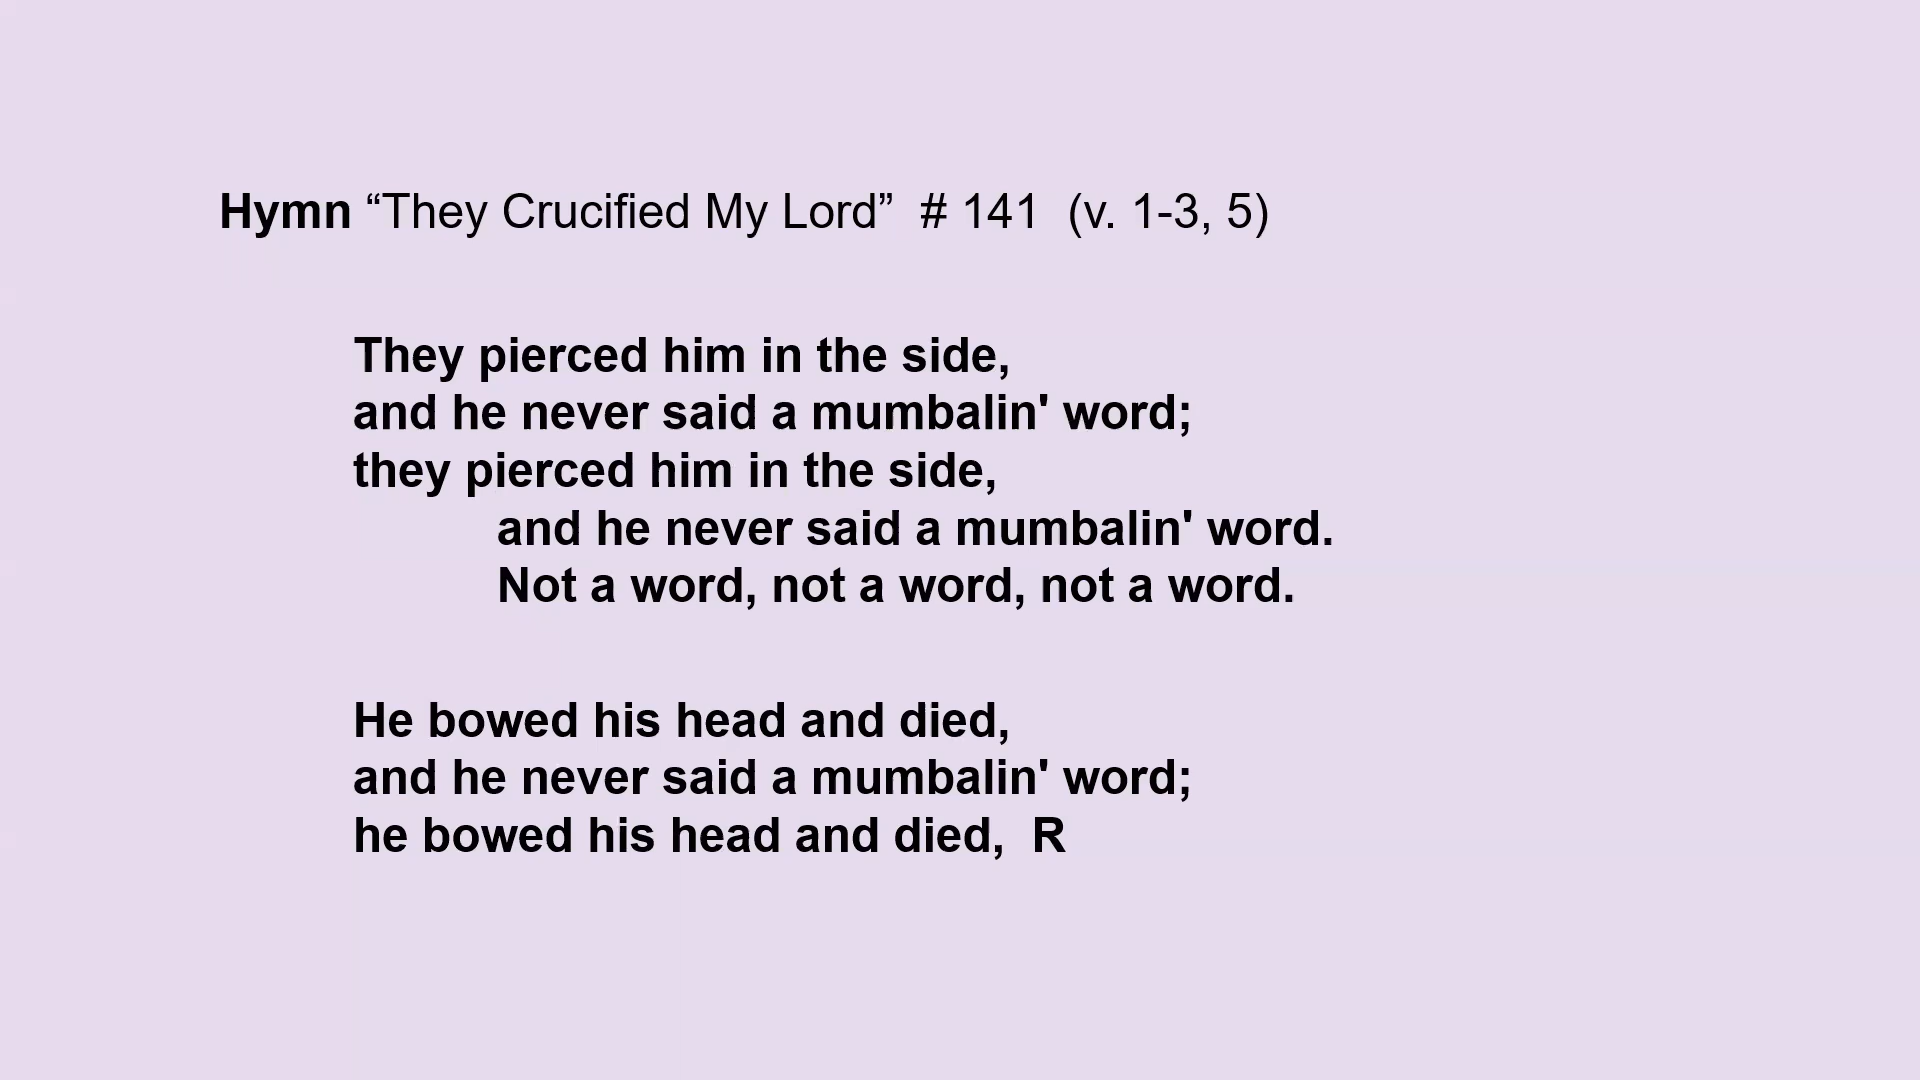 Hymn “They Crucified My Lord” # 141 (v. 1-3, 5)
They pierced him in the side,
and he never said a mumbalin' word;
they pierced him in the side,
and he never said a mumbalin' word.
Not a word, not a word, not a word.
He bowed his head and died,
and he never said a mumbalin' word;
he bowed his head and died, R